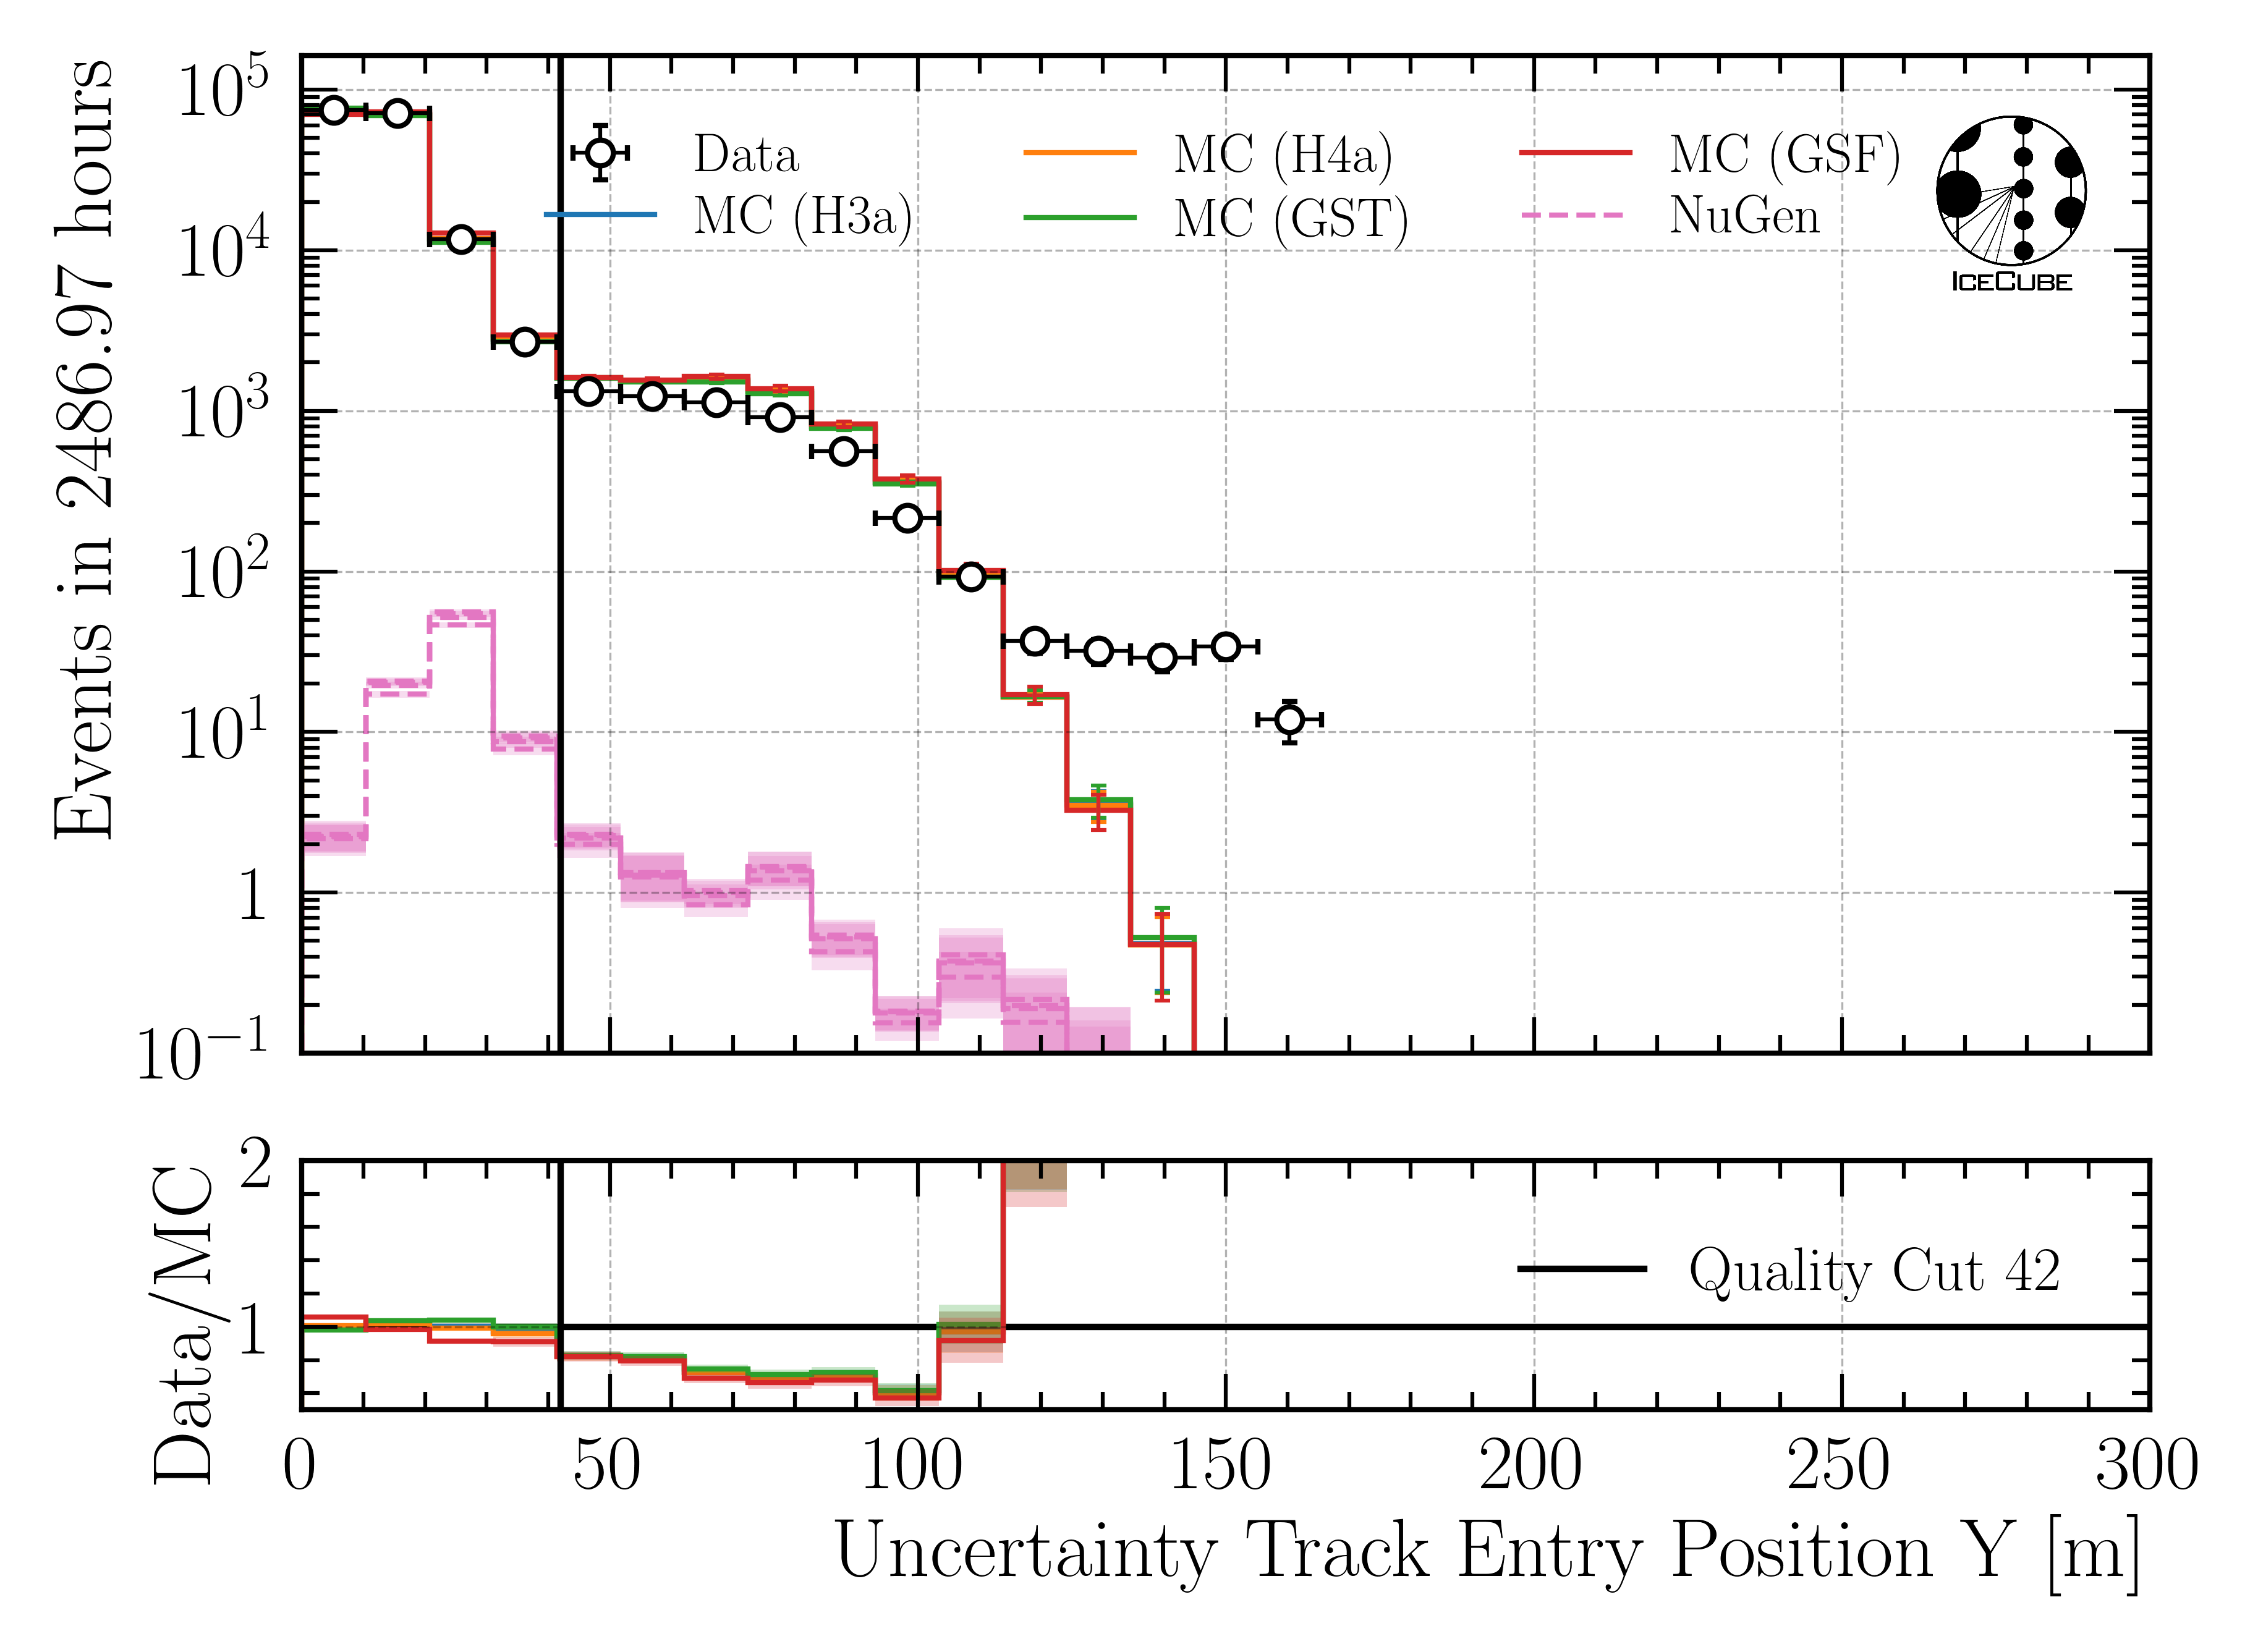 Events in 2486.97 hours
10^5
10^4
10^3
10^2
10^1
1
10^−1
Data
MC (H3a)
MC (H4a)
MC (GST)
MC (GSF)
NuGen
IceCube
Data/MC
2
1
Quality Cut 42
0 50 100 150 200 250 300
Uncertainty Track Entry Position Y [m]